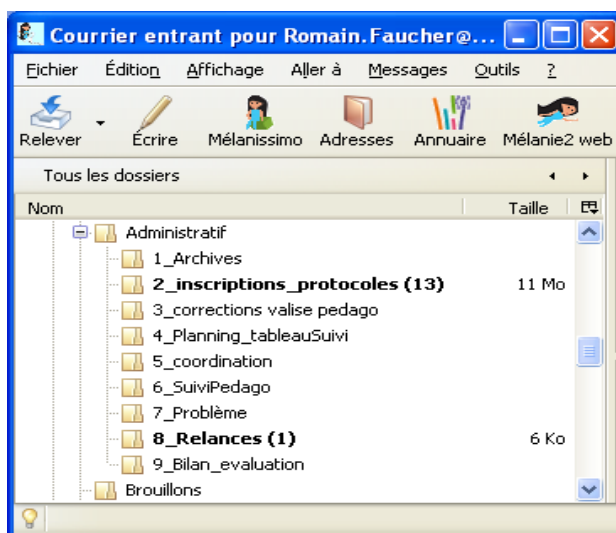 Courrier entrant pour Romain.Faucher@...
Fichier Édition Affichage Aller à Messages Outils ?
Relever Écrire Mélanissimo Adresses Annuaire Mélanie2 web
Tous les dossiers
Nom Taille
Administratif
1_Archives
2_inscriptions_protocoles (13) 11 Mo
3_corrections valise pedago
4_Planning_tableauSuivi
5_coordination
6_SuiviPedago
7_Problème
8_Relances (1) 6 Ko
9_Bilan_evaluation
Brouillons